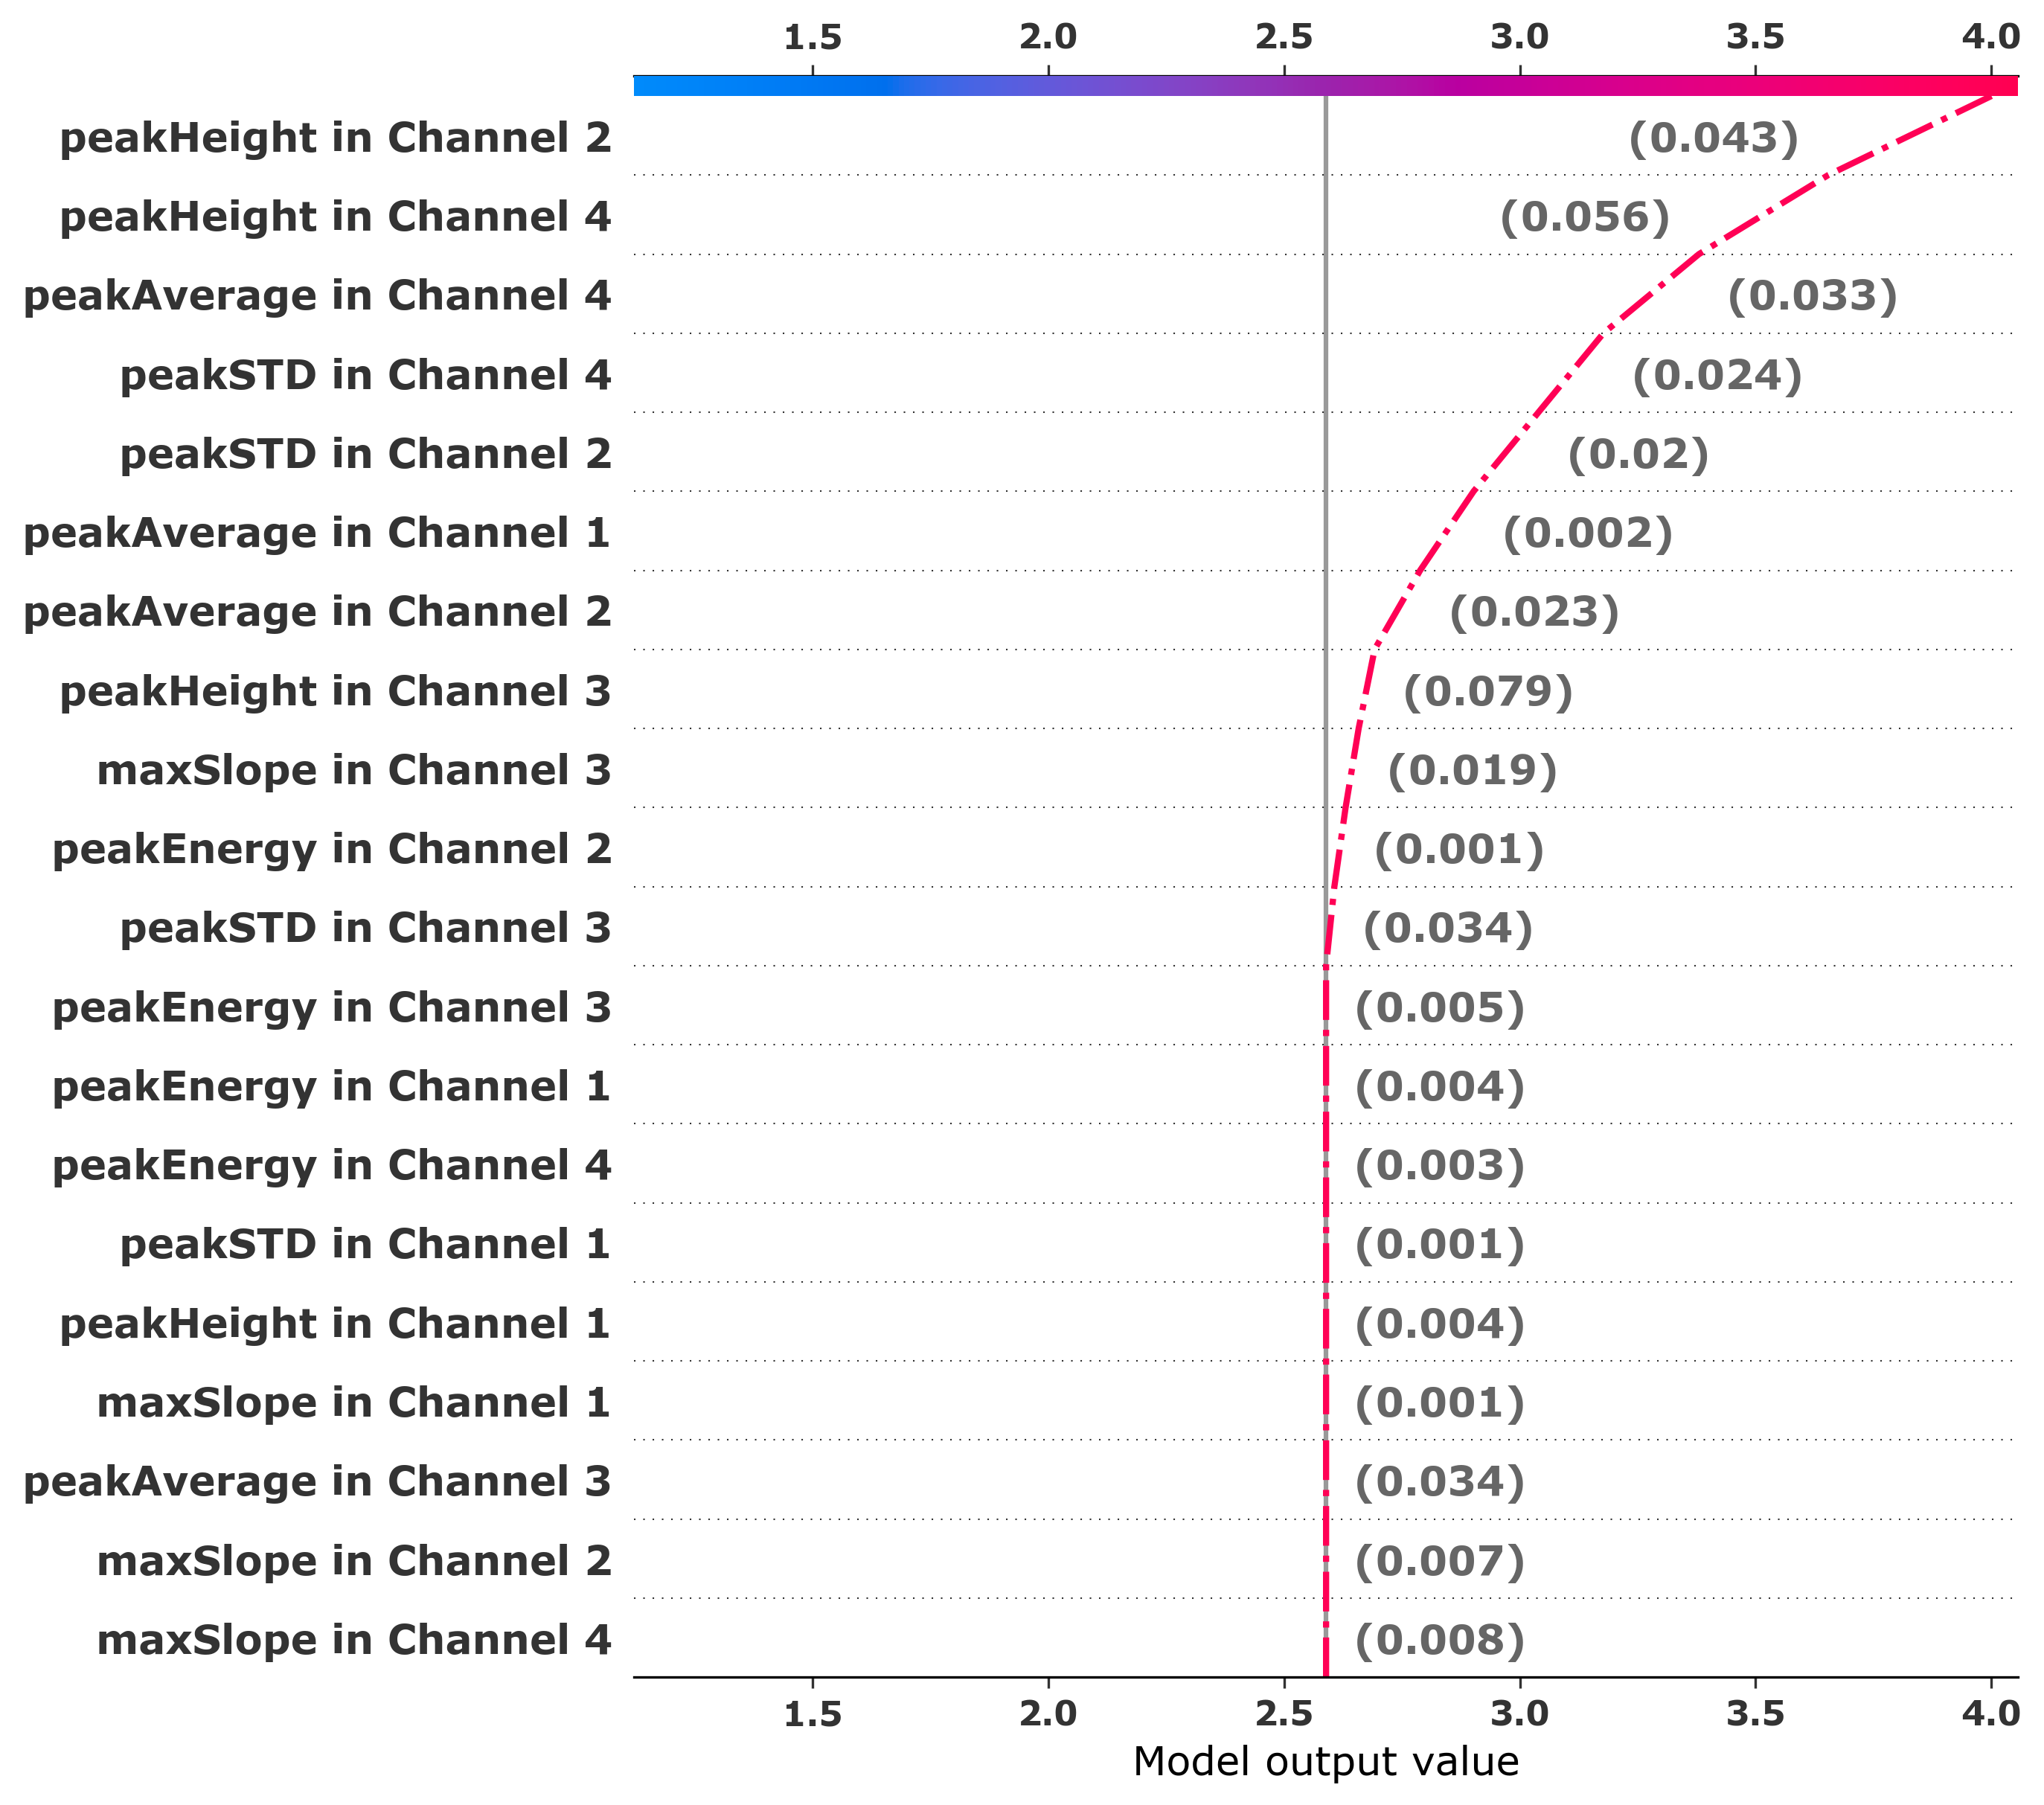 1.5 2.0 2.5 3.0 3.5 4.0
peakHeight in Channel 2 (0.043)
peakHeight in Channel 4 (0.056)
peakAverage in Channel 4 (0.033)
peakSTD in Channel 4 (0.024)
peakSTD in Channel 2 (0.02)
peakAverage in Channel 1 (0.002)
peakAverage in Channel 2 (0.023)
peakHeight in Channel 3 (0.079)
maxSlope in Channel 3 (0.019)
peakEnergy in Channel 2 (0.001)
peakSTD in Channel 3 (0.034)
peakEnergy in Channel 3 (0.005)
peakEnergy in Channel 1 (0.004)
peakEnergy in Channel 4 (0.003)
peakSTD in Channel 1 (0.001)
peakHeight in Channel 1 (0.004)
maxSlope in Channel 1 (0.001)
peakAverage in Channel 3 (0.034)
maxSlope in Channel 2 (0.007)
maxSlope in Channel 4 (0.008)
1.5 2.0 2.5 3.0 3.5 4.0
Model output value